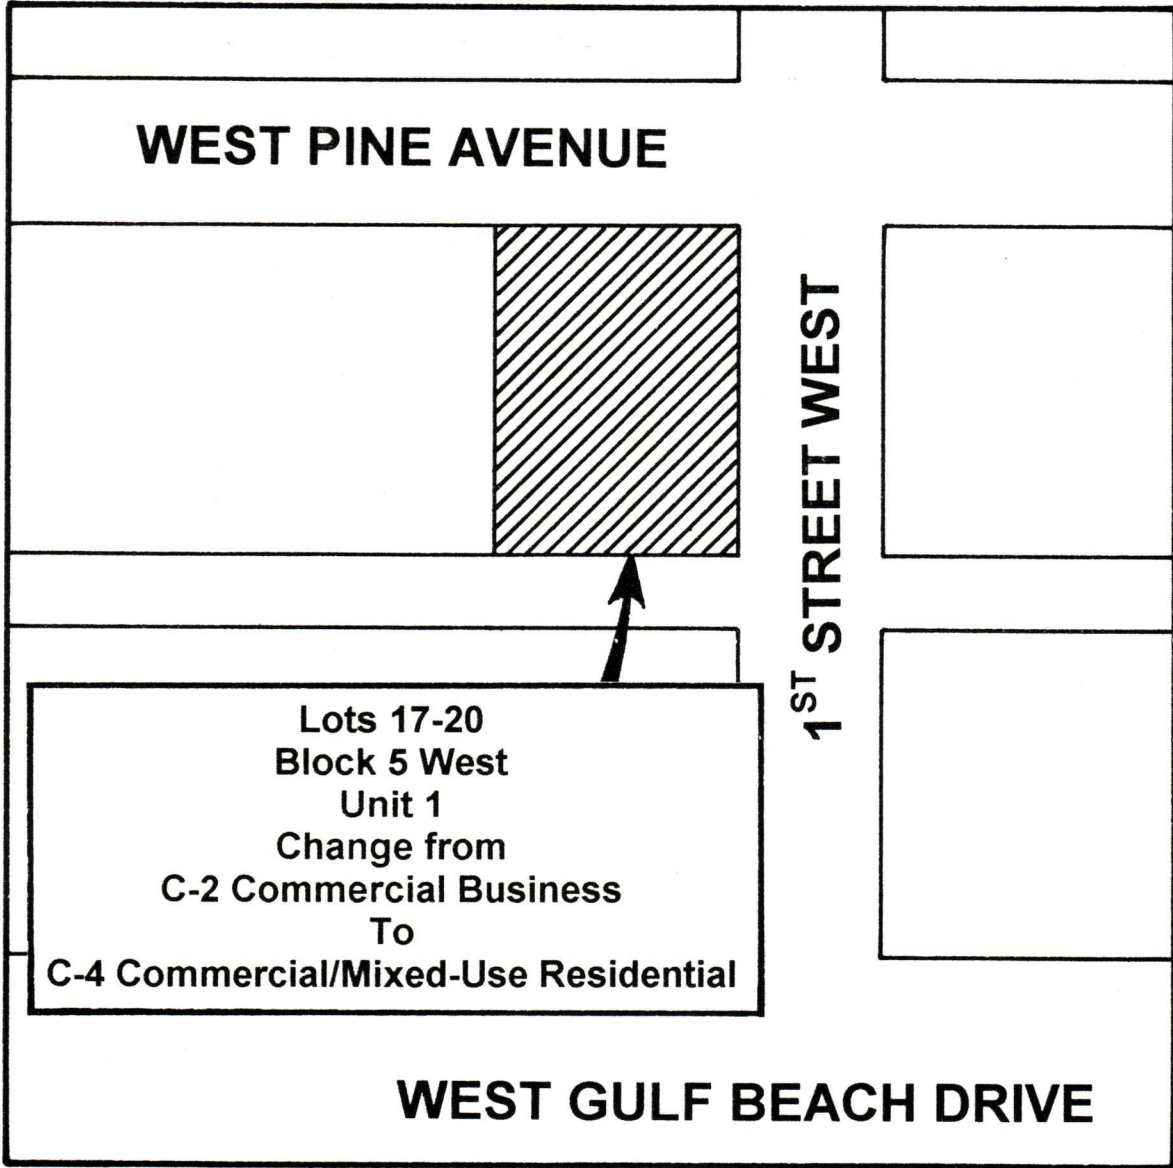 WEST PINE AVENUE
1ST STREET WEST
Lots 17-20
Block 5 West
Unit 1
Change from
C-2 Commercial Business
To
C-4 Commercial/Mixed-Use Residential
WEST GULF BEACH DRIVE